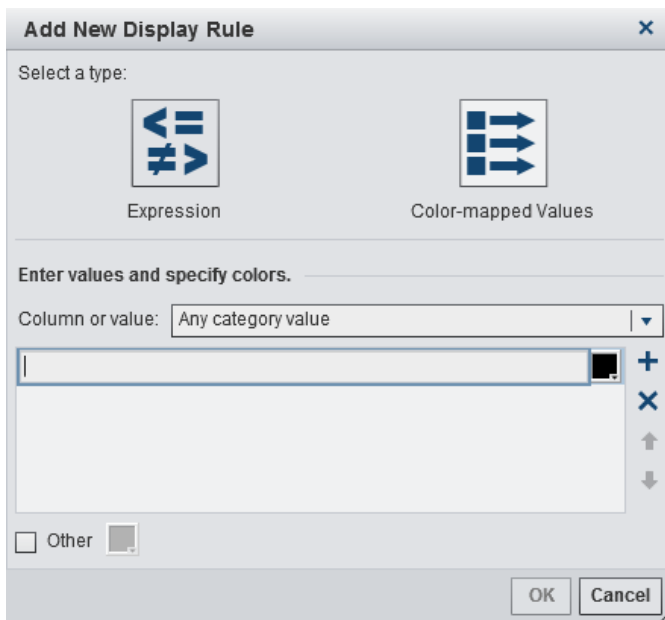 Add New Display Rule
Select a type:
Expression
Color-mapped Values
Enter values and specify colors.
Column or value: Any category value
Other
OK Cancel